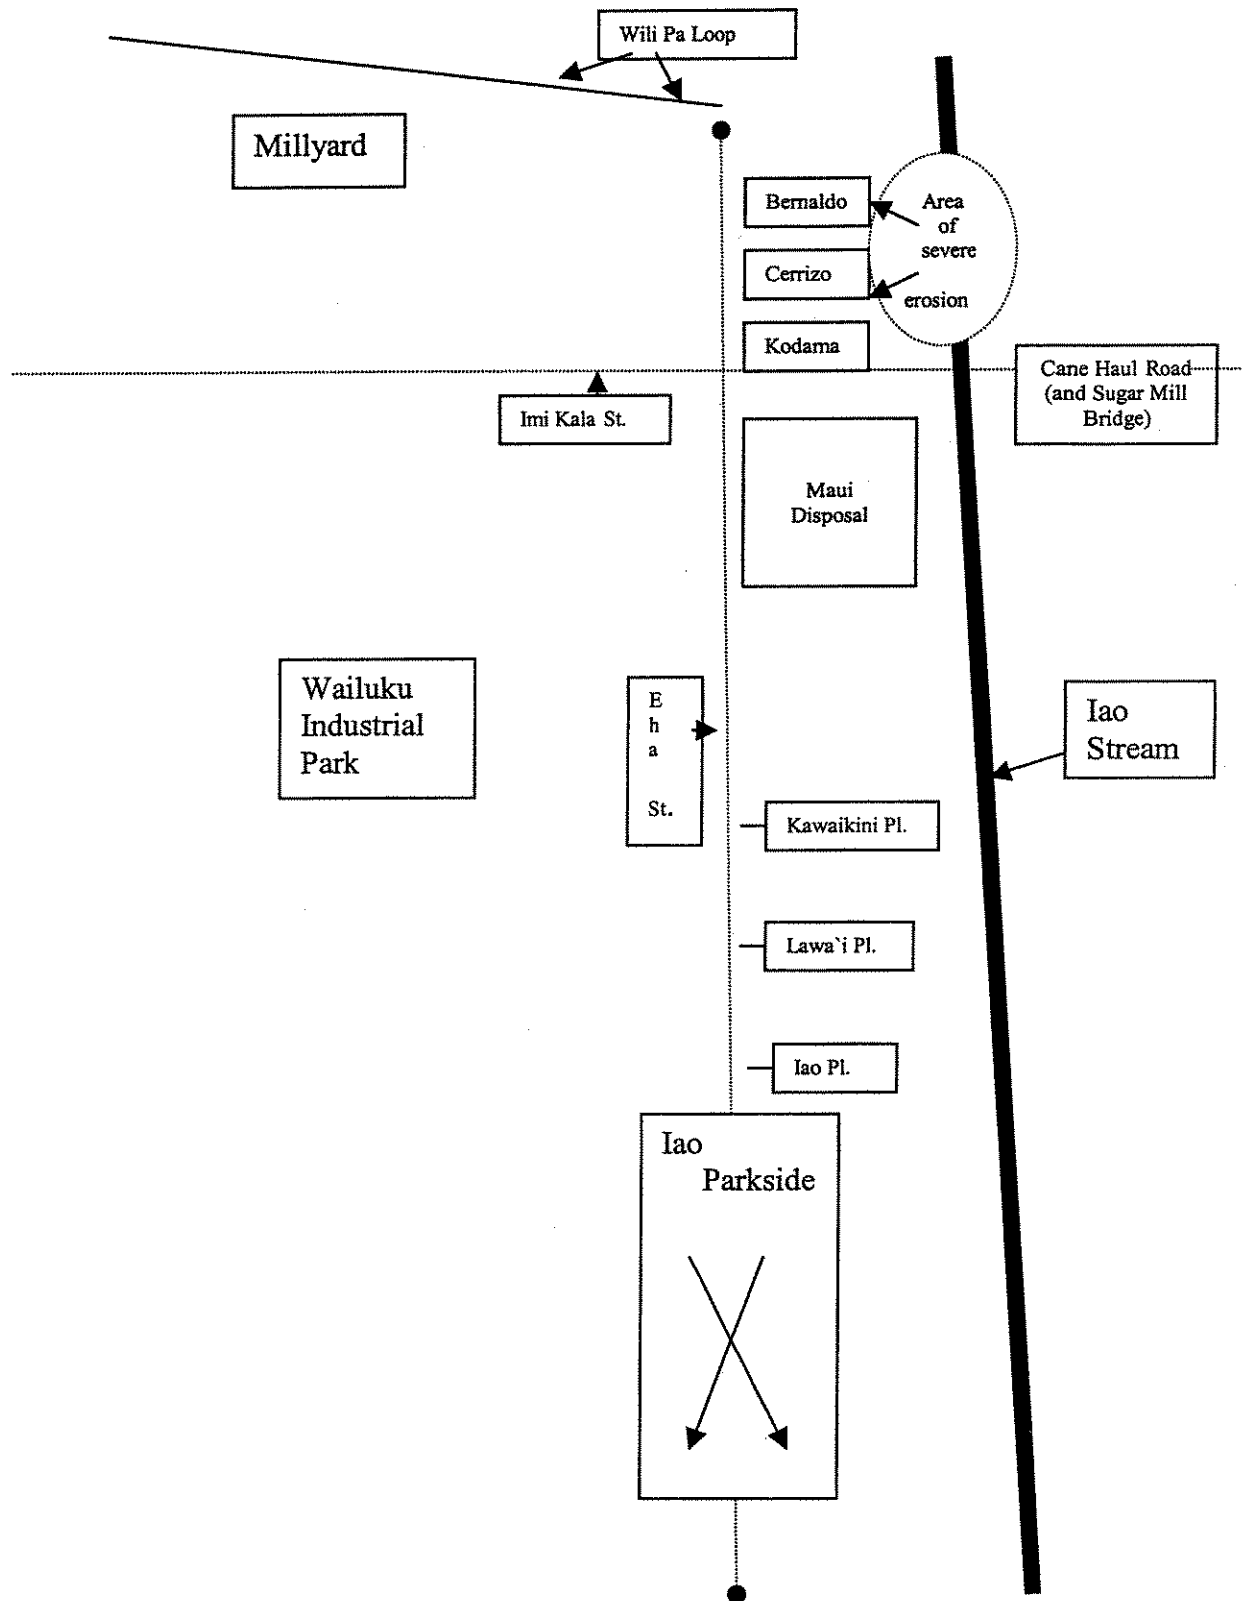 Wili Pa Loop
Millyard
Bernaldo
Area
of
severe
erosion
Cerrizo
Kodama
Cane Haul Road
(and Sugar Mill
Bridge)
Imi Kala St.
Maui
Disposal
Wailuku
Industrial
Park
E
h
a
St.
Iao
Stream
Kawaikini Pl.
Lawa`i Pl.
Iao Pl.
Iao
Parkside